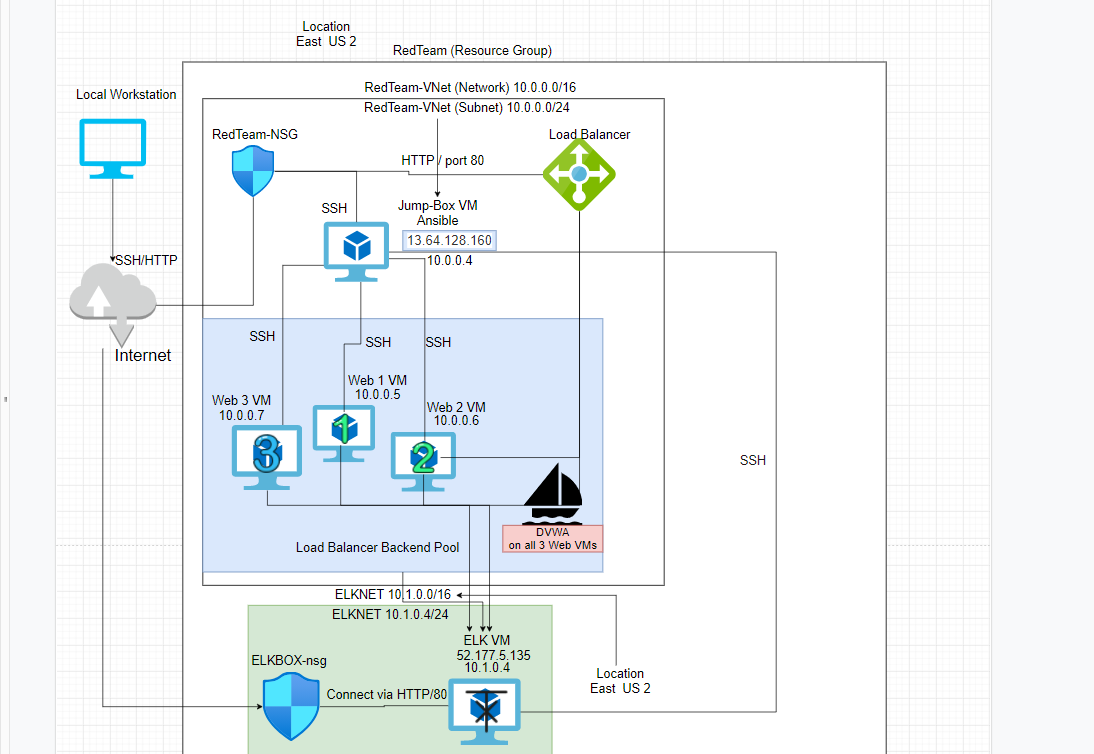 Location
East US 2
RedTeam (Resource Group)
RedTeam-VNet (Network) 10.0.0.0/16
Local Workstation
RedTeam-VNet (Subnet) 10.0.0.0/24
RedTeam-NSG
Load Balancer
HTTP / port 80
SSH
Jump-Box VM
Ansible
13.64.128.160
10.0.0.4
SSH/HTTP
Internet
SSH
SSH
SSH
Web 3 VM
10.0.0.7
Web 1 VM
10.0.0.5
Web 2 VM
10.0.0.6
3
1
2
SSH
DVWA
on all 3 Web VMs
Load Balancer Backend Pool
ELKNET 10.1.0.0/16
ELKNET 10.1.0.4/24
ELK VM
52.177.5.135
10.1.0.4
ELKBOX-nsg
Location
East US 2
Connect via HTTP/80